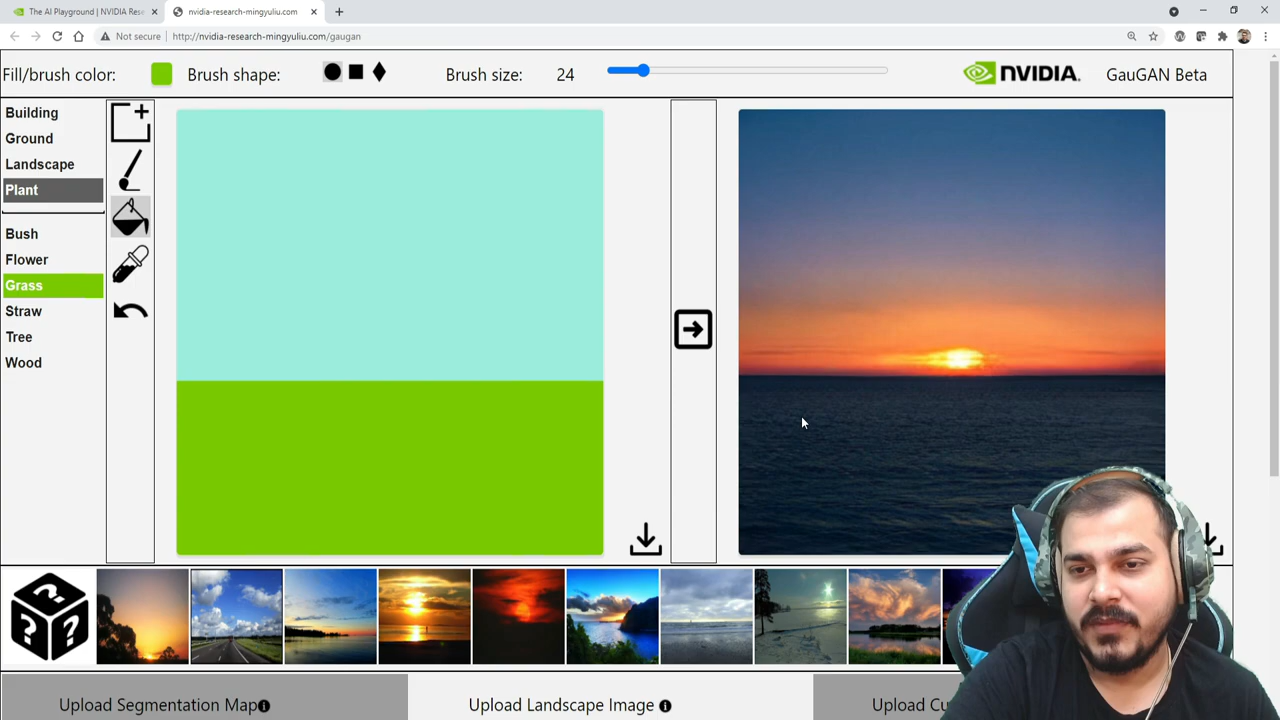 The AI Playground | NVIDIA Rese
nvidia-research-mingyuliu.com/
Not secure
http://nvidia-research-mingyuliu.com/gaugan
Fill/brush color:
Brush shape:
Brush size:
24
NVIDIA.
GauGAN Beta
Building
Ground
Landscape
Plant
Bush
Flower
Grass
Straw
Tree
Wood
Upload Segmentation Map
Upload Landscape Image
Upload Cu